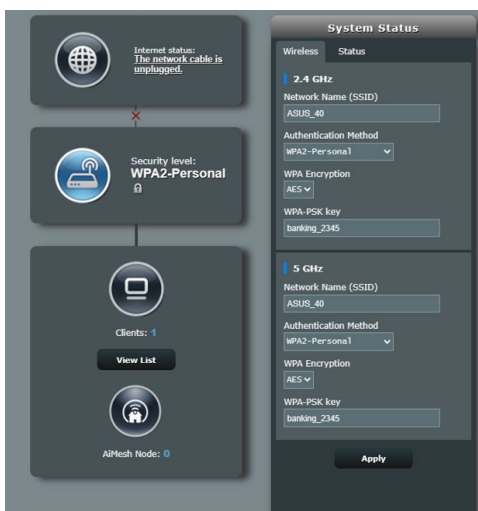 Internet status:
The network cable is
unplugged.
Security level:
WPA2-Personal
Clients: 1
View List
AiMesh Node: 0
System Status
Wireless Status
2.4 GHz
Network Name (SSID)
ASUS_40
Authentication Method
WPA2-Personal
WPA Encryption
AES
WPA-PSK key
banking_2345
5 GHz
Network Name (SSID)
ASUS_40
Authentication Method
WPA2-Personal
WPA Encryption
AES
WPA-PSK key
banking_2345
Apply